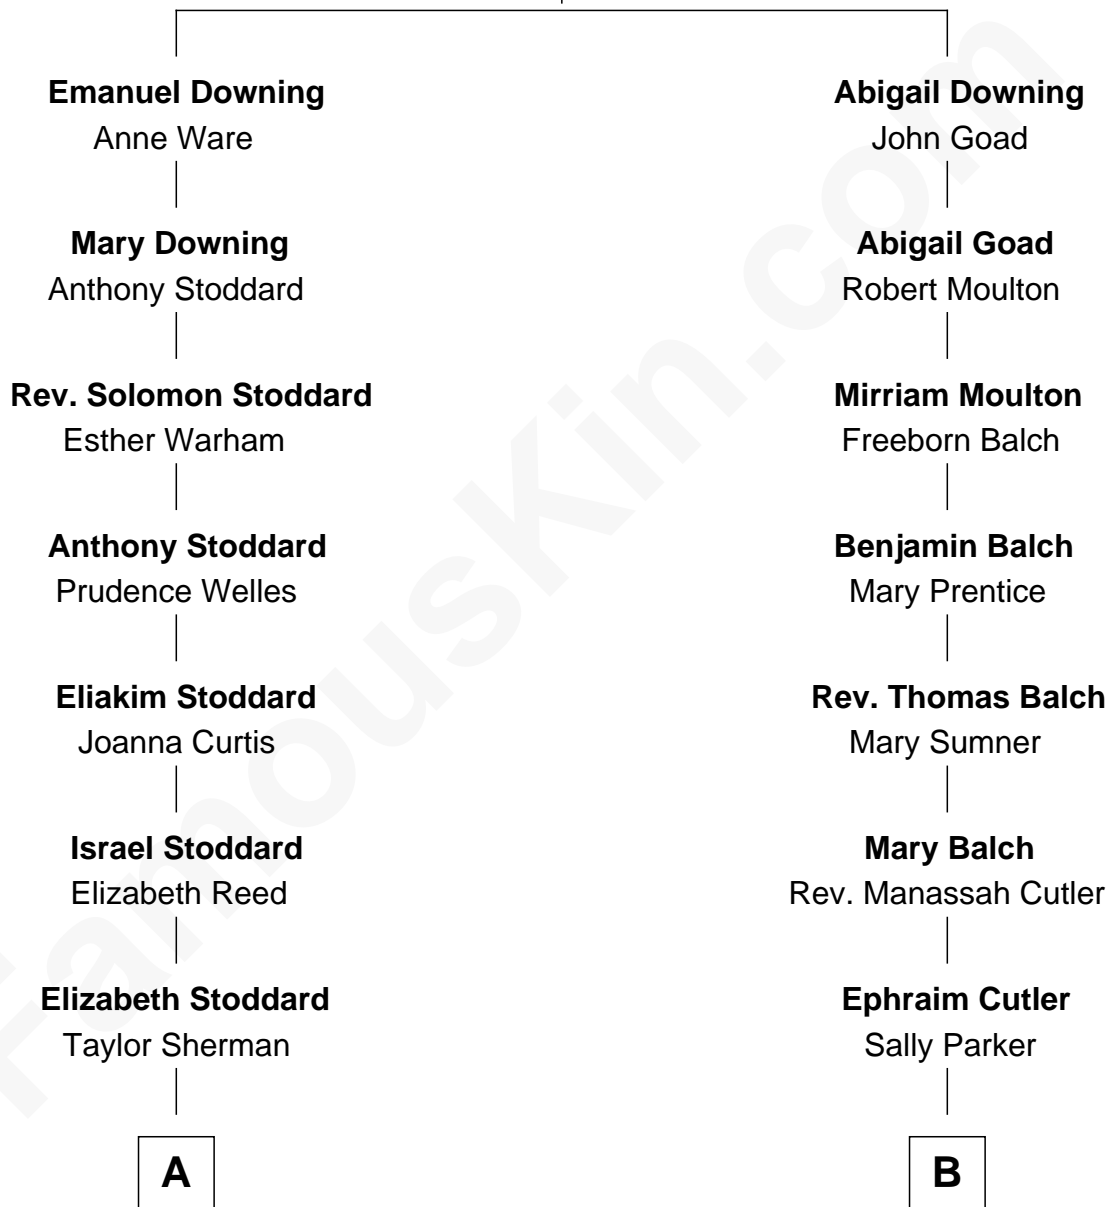 Emanuel Downing
Anne Ware
Mary Downing
Anthony Stoddard
Rev. Solomon Stoddard
Esther Warham
Anthony Stoddard
Prudence Welles
Eliakim Stoddard
Joanna Curtis
Israel Stoddard
Elizabeth Reed
Elizabeth Stoddard
Taylor Sherman
A
Abigail Downing
John Goad
Abigail Goad
Robert Moulton
Mirriam Moulton
Freeborn Balch
Benjamin Balch
Mary Prentice
Rev. Thomas Balch
Mary Sumner
Mary Balch
Rev. Manassah Cutler
Ephraim Cutler
Sally Parker
B
FamousKin.com